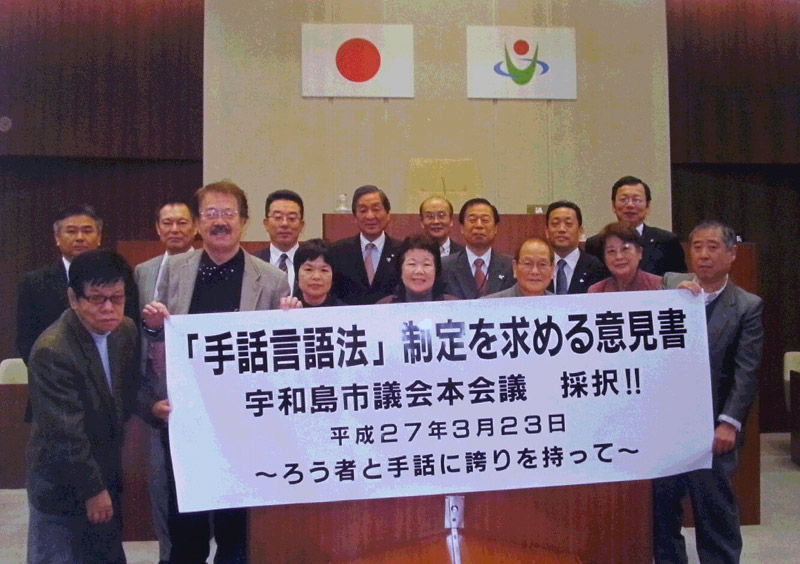 「手話言語法」制定を求める意見書
宇和島市議会本会議　採択!!
平成27年3月23日
～ろう者と手話に誇りを持って～